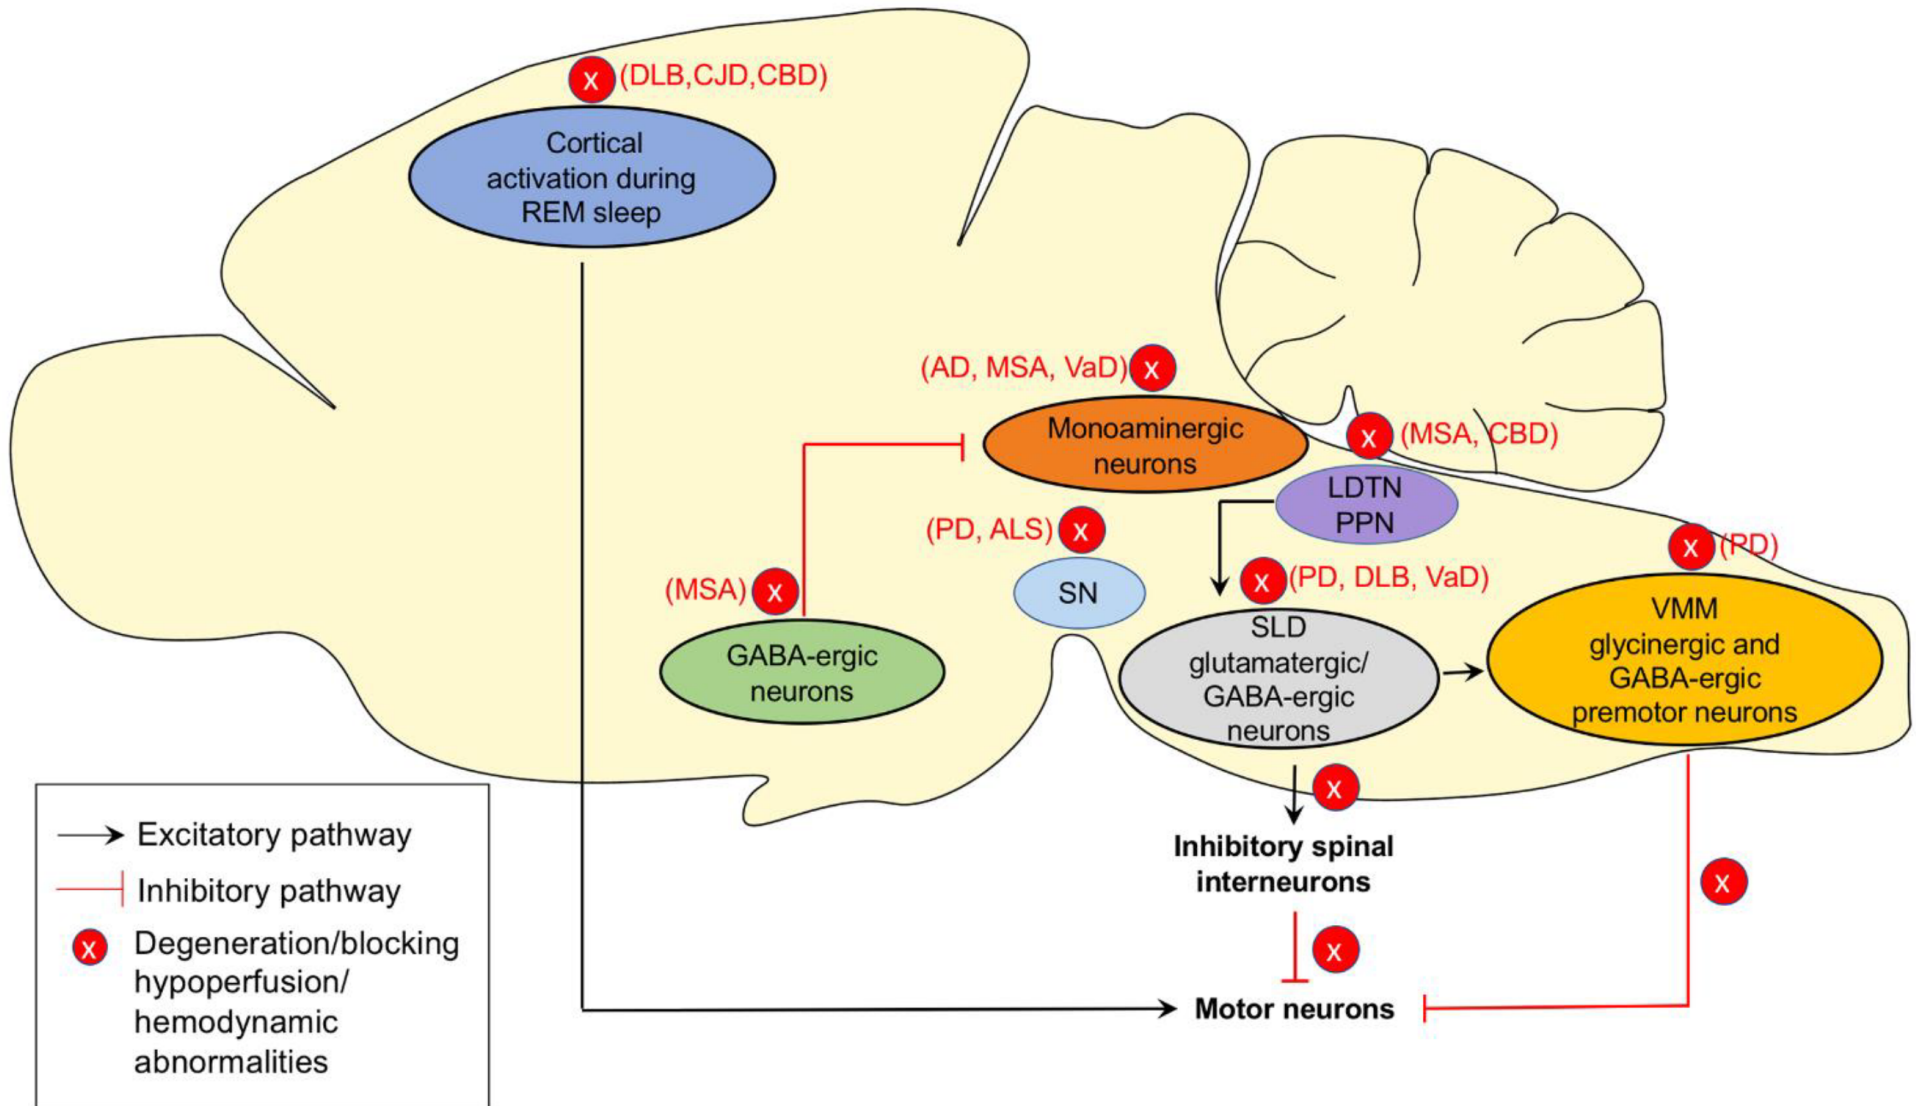 x (DLB,CJD,CBD)
Cortical
activation during
REM sleep
(AD, MSA, VaD) x
Monoaminergic
neurons
x (MSA, CBD)
LDTN
PPN
(PD, ALS) x
SN
(MSA) x
GABA-ergic
neurons
x (PD, DLB, VaD)
SLD
glutamatergic/
GABA-ergic
neurons
x (PD)
VMM
glycinergic and
GABA-ergic
premotor neurons
x
Inhibitory spinal
interneurons
x
x
Motor neurons
Excitatory pathway
Inhibitory pathway
x Degeneration/blocking
hypoperfusion/
hemodynamic
abnormalities